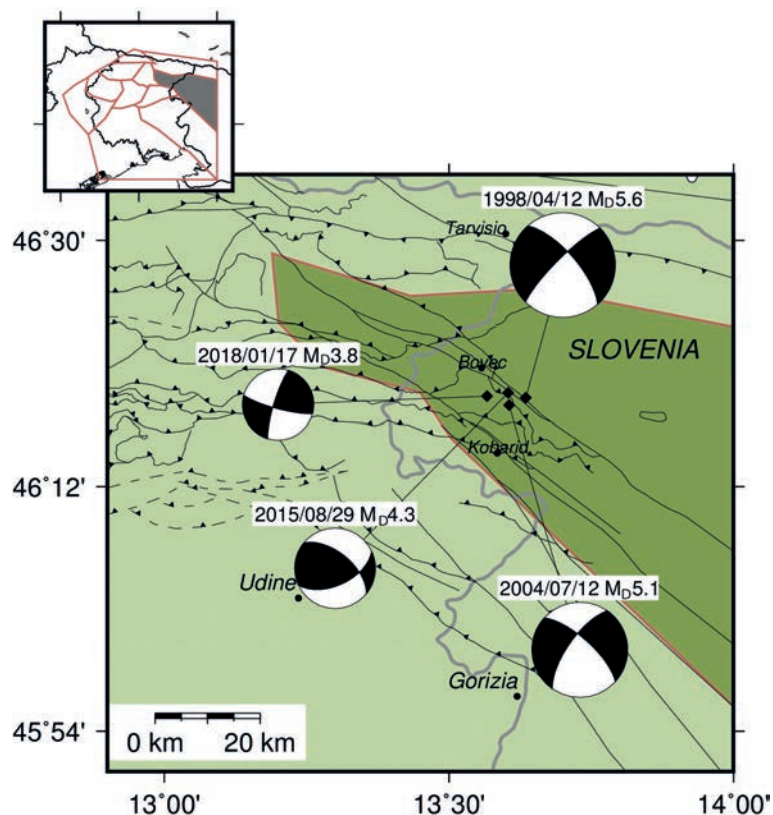 1998/04/12 MD5.6
Tarvisio
46°30'
SLOVENIA
2018/01/17 MD3.8
Bovec
Kobarid
46°12'
2015/08/29 MD4.3
Udine
2004/07/12 MD5.1
Gorizia
45°54'
0 km 20 km
13°00' 13°30' 14°00'